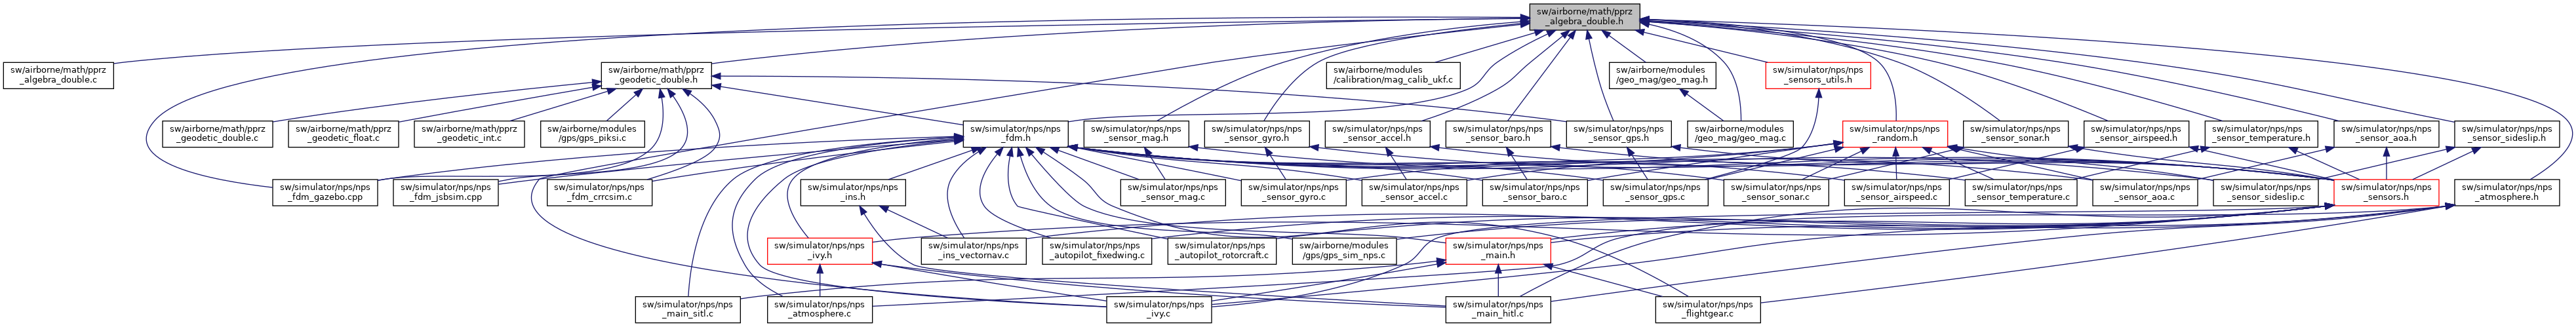 sw/airborne/math/pprz
_algebra_double.h
sw/airborne/math/pprz
_algebra_double.c
sw/airborne/math/pprz
_geodetic_double.h
sw/airborne/modules
/calibration/mag_calib_ukf.c
sw/airborne/modules
/geo_mag/geo_mag.h
sw/simulator/nps/nps
_sensors_utils.h
sw/airborne/math/pprz
_geodetic_double.c
sw/airborne/math/pprz
_geodetic_float.c
sw/airborne/math/pprz
_geodetic_int.c
sw/airborne/modules
/gps/gps_piksi.c
sw/simulator/nps/nps
_fdm.h
sw/simulator/nps/nps
_sensor_mag.h
sw/simulator/nps/nps
_sensor_gyro.h
sw/simulator/nps/nps
_sensor_accel.h
sw/simulator/nps/nps
_sensor_baro.h
sw/simulator/nps/nps
_sensor_gps.h
sw/airborne/modules
/geo_mag/geo_mag.c
sw/simulator/nps/nps
_random.h
sw/simulator/nps/nps
_sensor_sonar.h
sw/simulator/nps/nps
_sensor_airspeed.h
sw/simulator/nps/nps
_sensor_temperature.h
sw/simulator/nps/nps
_sensor_aoa.h
sw/simulator/nps/nps
_sensor_sideslip.h
sw/simulator/nps/nps
_fdm_gazebo.cpp
sw/simulator/nps/nps
_fdm_jsbsim.cpp
sw/simulator/nps/nps
_fdm_crrcsim.c
sw/simulator/nps/nps
_ins.h
sw/simulator/nps/nps
_sensor_mag.c
sw/simulator/nps/nps
_sensor_gyro.c
sw/simulator/nps/nps
_sensor_accel.c
sw/simulator/nps/nps
_sensor_baro.c
sw/simulator/nps/nps
_sensor_gps.c
sw/simulator/nps/nps
_sensor_sonar.c
sw/simulator/nps/nps
_sensor_airspeed.c
sw/simulator/nps/nps
_sensor_temperature.c
sw/simulator/nps/nps
_sensor_aoa.c
sw/simulator/nps/nps
_sensor_sideslip.c
sw/simulator/nps/nps
_sensors.h
sw/simulator/nps/nps
_atmosphere.h
sw/simulator/nps/nps
_ivy.h
sw/simulator/nps/nps
_ins_vectornav.c
sw/simulator/nps/nps
_autopilot_fixedwing.c
sw/simulator/nps/nps
_autopilot_rotorcraft.c
sw/airborne/modules
/gps/gps_sim_nps.c
sw/simulator/nps/nps
_main.h
sw/simulator/nps/nps
_main_sitl.c
sw/simulator/nps/nps
_atmosphere.c
sw/simulator/nps/nps
_ivy.c
sw/simulator/nps/nps
_main_hitl.c
sw/simulator/nps/nps
_flightgear.c